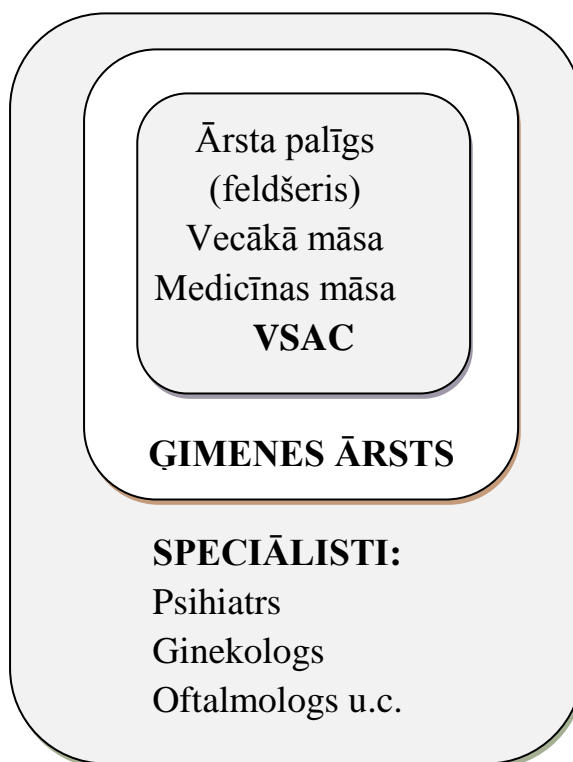 Ārsta palīgs
(feldšeris)
Vecākā māsa
Medicīnas māsa
VSAC
ĢIMENES ĀRSTS
SPECIĀLISTI:
Psihiatrs
Ginekologs
Oftalmologs u.c.